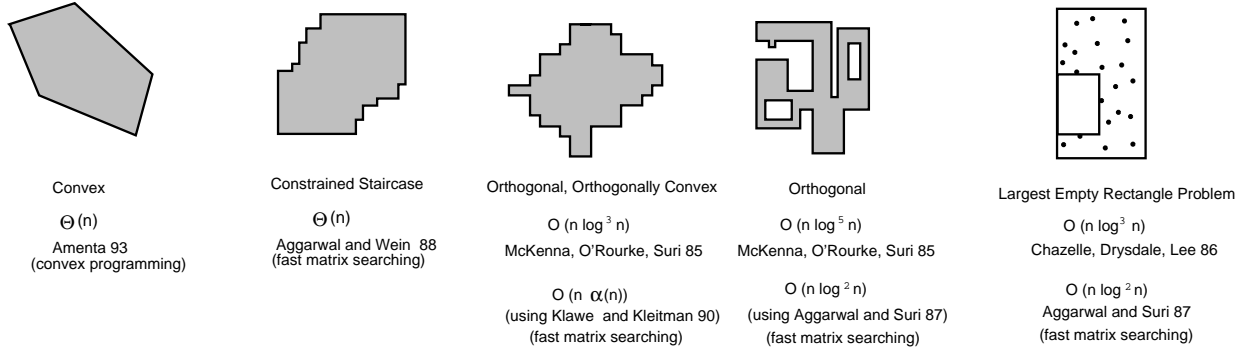 Convex
Θ (n)
Amenta 93
(convex programming)
Constrained Staircase
Θ (n)
Aggarwal and Wein 88
(fast matrix searching)
Orthogonal, Orthogonally Convex
O (n log³ n)
McKenna, O'Rourke, Suri 85
O (n α(n))
(using Klawe and Kleitman 90)
(fast matrix searching)
Orthogonal
O (n log⁵ n)
McKenna, O'Rourke, Suri 85
O (n log² n)
(using Aggarwal and Suri 87)
(fast matrix searching)
Largest Empty Rectangle Problem
O (n log³ n)
Chazelle, Drysdale, Lee 86
O (n log² n)
Aggarwal and Suri 87
(fast matrix searching)